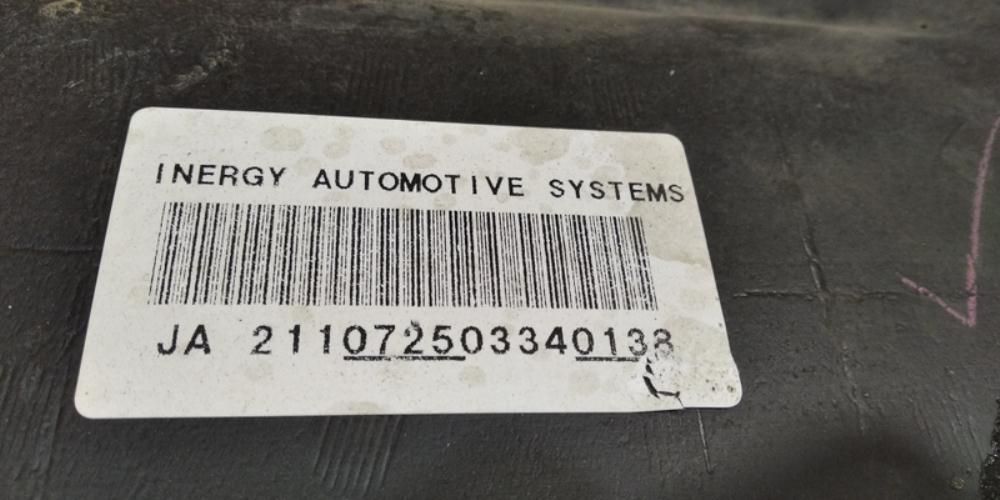 INERGY AUTOMOTIVE SYSTEMS
JA 211072503340138